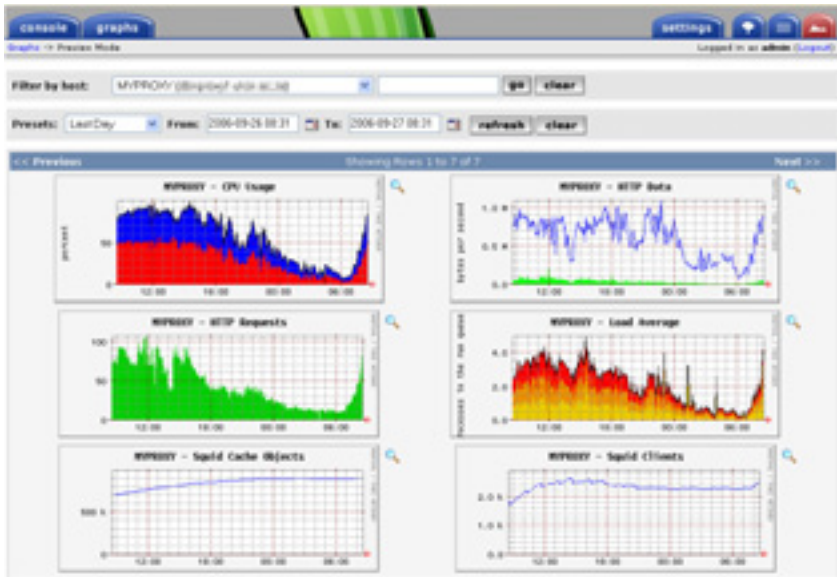 console graphs settings
Graphs -> Preview Mode Logged in as admin (Logout)
Filter by host: MYPROXY go clear
Presets: Last Day From: 2006-09-26 08:31 To: 2006-09-27 08:31 refresh clear
<< Previous Showing Rows 1 to 7 of 7 Next >>
MYPROXY - CPU Usage
percent
50
0
12:00 18:00 00:00 06:00
MYPROXY - HTTP Data
bytes per second
1.0 M
0.5 M
0.0
12:00 18:00 00:00 06:00
MYPROXY - HTTP Requests
100
50
0
12:00 18:00 00:00 06:00
MYPROXY - Load Average
processes in the run queue
4.0
2.0
0.0
12:00 18:00 00:00 06:00
MYPROXY - Squid Cache Objects
500 k
0
12:00 18:00 00:00 06:00
MYPROXY - Squid Clients
2.0 k
1.0 k
0.0
12:00 18:00 00:00 06:00